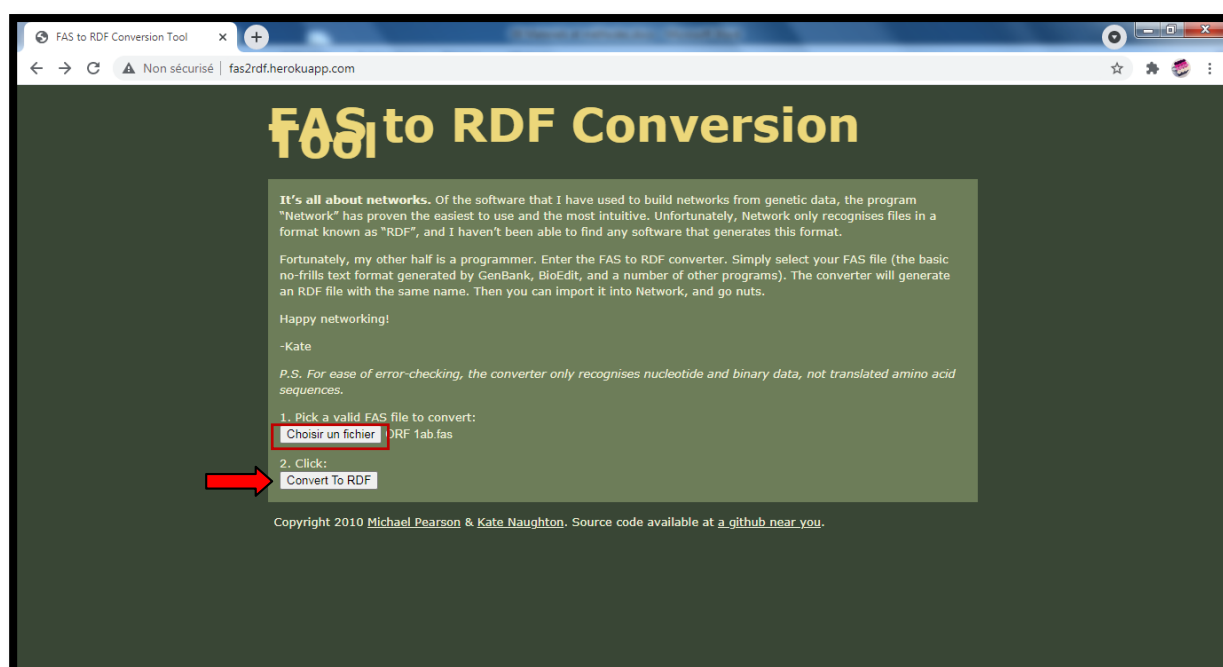 FAS to RDF Conversion Tool
Non sécurisé | fas2rdf.herokuapp.com
FAS to RDF Conversion
Tool
It's all about networks. Of the software that I have used to build networks from genetic data, the program
"Network" has proven the easiest to use and the most intuitive. Unfortunately, Network only recognises files in a
format known as "RDF", and I haven't been able to find any software that generates this format.
Fortunately, my other half is a programmer. Enter the FAS to RDF converter. Simply select your FAS file (the basic
no-frills text format generated by GenBank, BioEdit, and a number of other programs). The converter will generate
an RDF file with the same name. Then you can import it into Network, and go nuts.
Happy networking!
-Kate
P.S. For ease of error-checking, the converter only recognises nucleotide and binary data, not translated amino acid
sequences.
1. Pick a valid FAS file to convert:
Choisir un fichier ORF 1ab.fas
2. Click:
Convert To RDF
Copyright 2010 Michael Pearson & Kate Naughton. Source code available at a github near you.